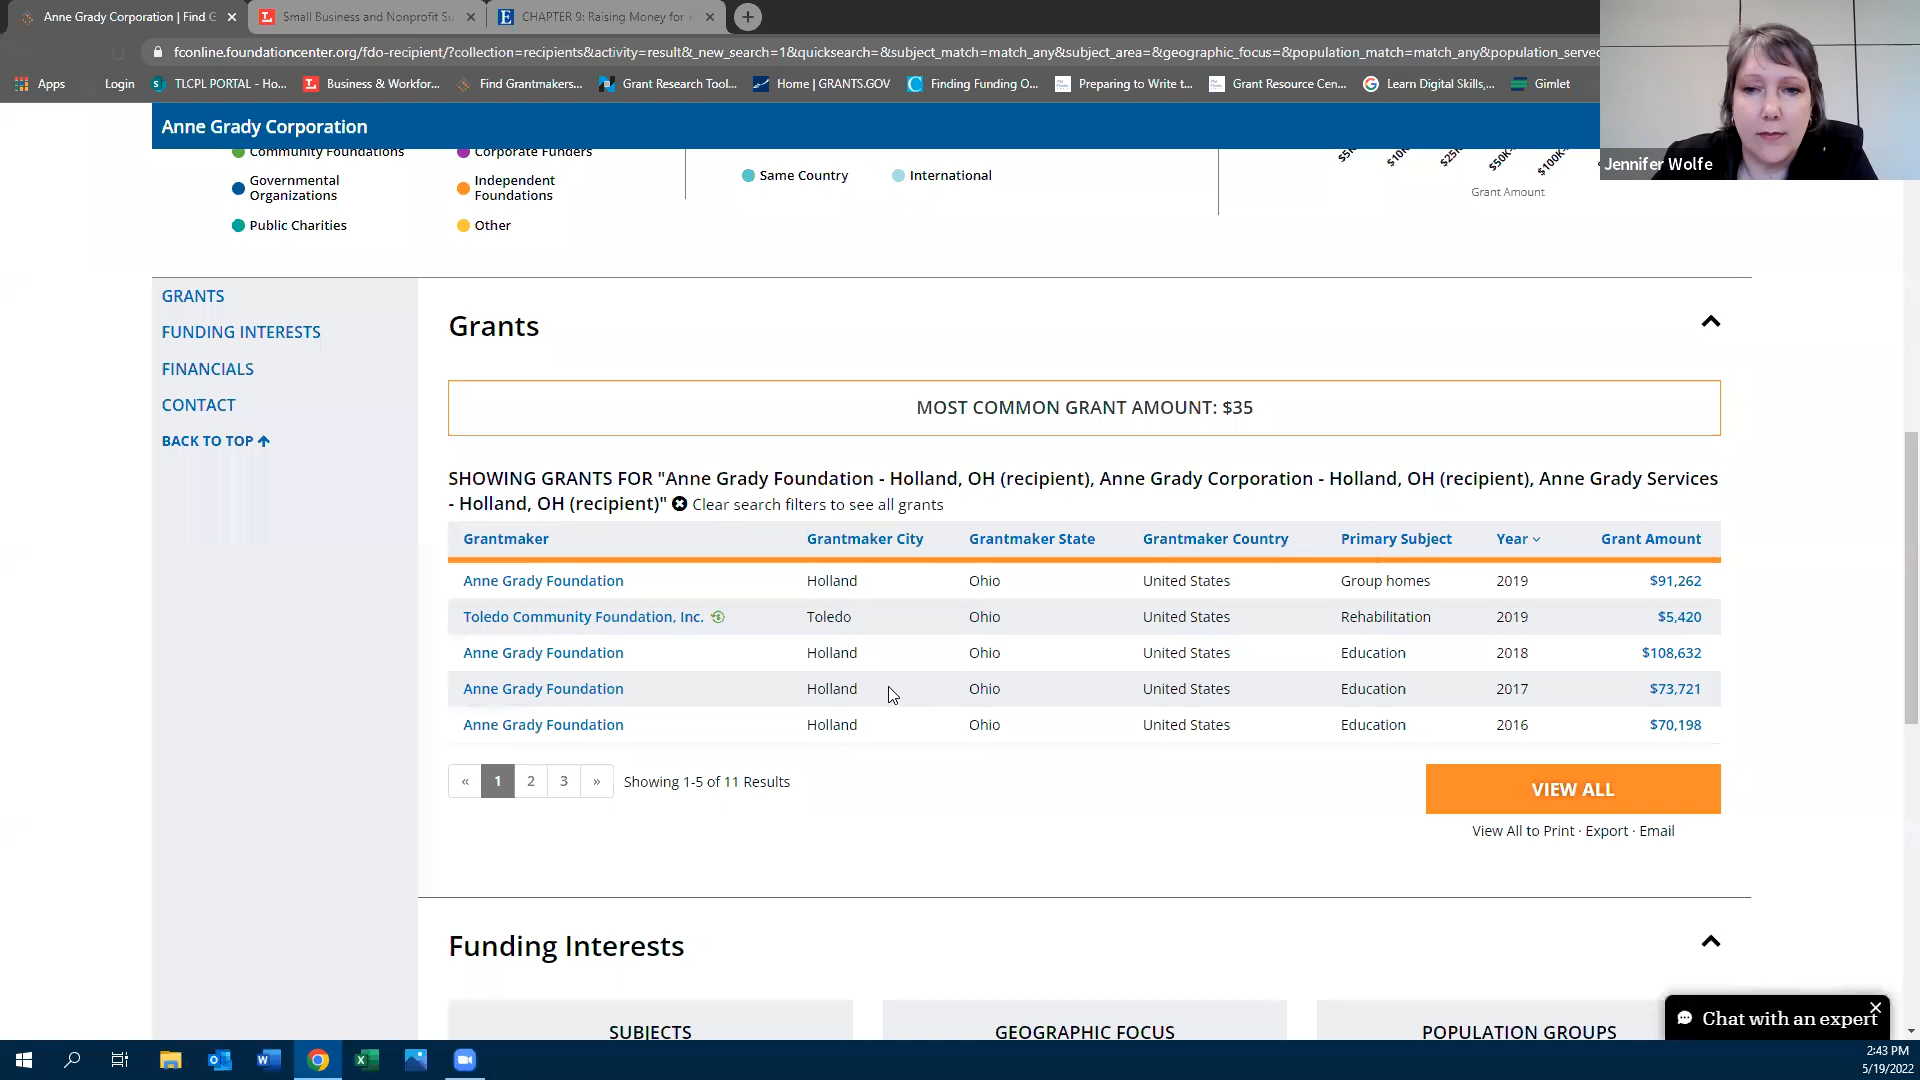 Anne Grady Corporation | Find G
Small Business and Nonprofit Su
CHAPTER 9: Raising Money for
fconline.foundationcenter.org/fdo-recipient/?collection=recipients&activity=result&_new_search=1&quicksearch=&subject_match=match_any&subject_area=&geographic_focus=&population_match=match_any&population_serve
Apps
Login
TLCPL PORTAL - Ho...
Business & Workfor...
Find Grantmakers...
Grant Research Tool...
Home | GRANTS.GOV
Finding Funding O...
Preparing to Write t...
Grant Resource Cen...
Learn Digital Skills,...
Gimlet
Jennifer Wolfe
Anne Grady Corporation
Community Foundations
Corporate Funders
Governmental
Organizations
Independent
Foundations
Public Charities
Other
Same Country
International
$5K
$10K
$25K
$50K-
$100K-
Grant Amount
GRANTS
FUNDING INTERESTS
FINANCIALS
CONTACT
BACK TO TOP
Grants
MOST COMMON GRANT AMOUNT: $35
SHOWING GRANTS FOR "Anne Grady Foundation - Holland, OH (recipient), Anne Grady Corporation - Holland, OH (recipient), Anne Grady Services
- Holland, OH (recipient)" Clear search filters to see all grants
Grantmaker Grantmaker City Grantmaker State Grantmaker Country Primary Subject Year Grant Amount
Anne Grady Foundation Holland Ohio United States Group homes 2019 $91,262
Toledo Community Foundation, Inc. Toledo Ohio United States Rehabilitation 2019 $5,420
Anne Grady Foundation Holland Ohio United States Education 2018 $108,632
Anne Grady Foundation Holland Ohio United States Education 2017 $73,721
Anne Grady Foundation Holland Ohio United States Education 2016 $70,198
« 1 2 3 » Showing 1-5 of 11 Results
VIEW ALL
View All to Print · Export · Email
Funding Interests
SUBJECTS
GEOGRAPHIC FOCUS
POPULATION GROUPS
Chat with an expert
2:43 PM
5/19/2022